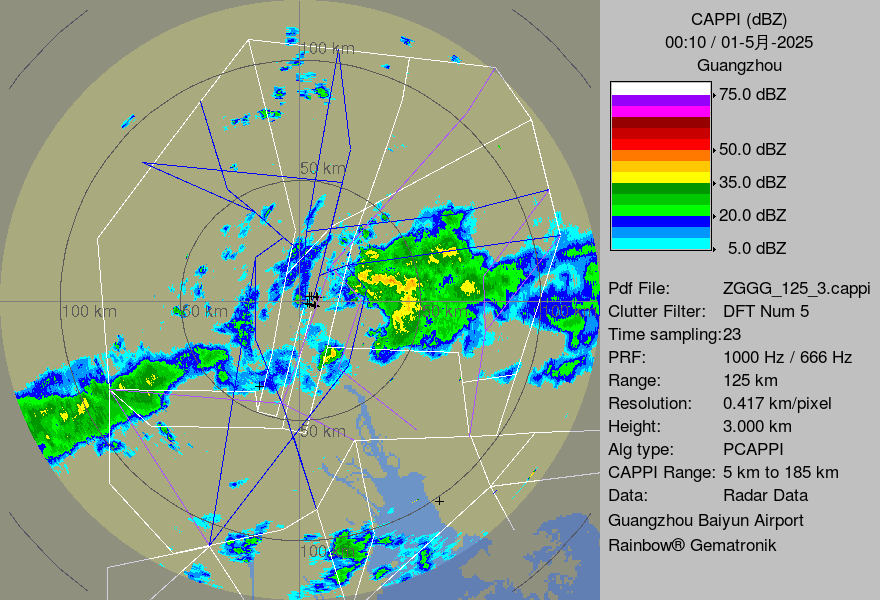 CAPPI (dBZ)
00:10 / 01-5月-2025
Guangzhou
75.0 dBZ
50.0 dBZ
35.0 dBZ
20.0 dBZ
5.0 dBZ
Pdf File: ZGGG_125_3.cappi
Clutter Filter: DFT Num 5
Time sampling:23
PRF: 1000 Hz / 666 Hz
Range: 125 km
Resolution: 0.417 km/pixel
Height: 3.000 km
Alg type: PCAPPI
CAPPI Range: 5 km to 185 km
Data: Radar Data
Guangzhou Baiyun Airport
Rainbow® Gematronik
100 km
50 km
100 km
50 km
50 km
100 km
50 km
100 km